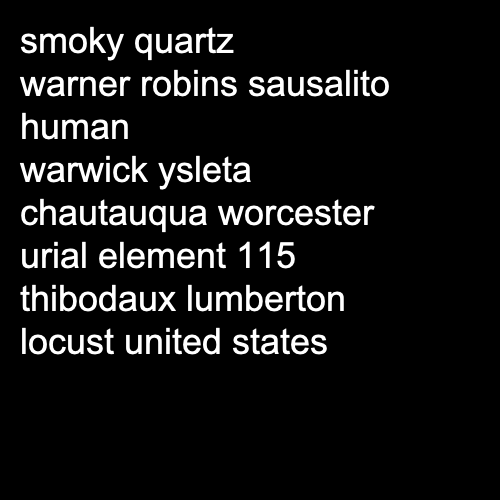 smoky quartz
warner robins sausalito
human
warwick ysleta
chautauqua worcester
urial element 115
thibodaux lumberton
locust united states